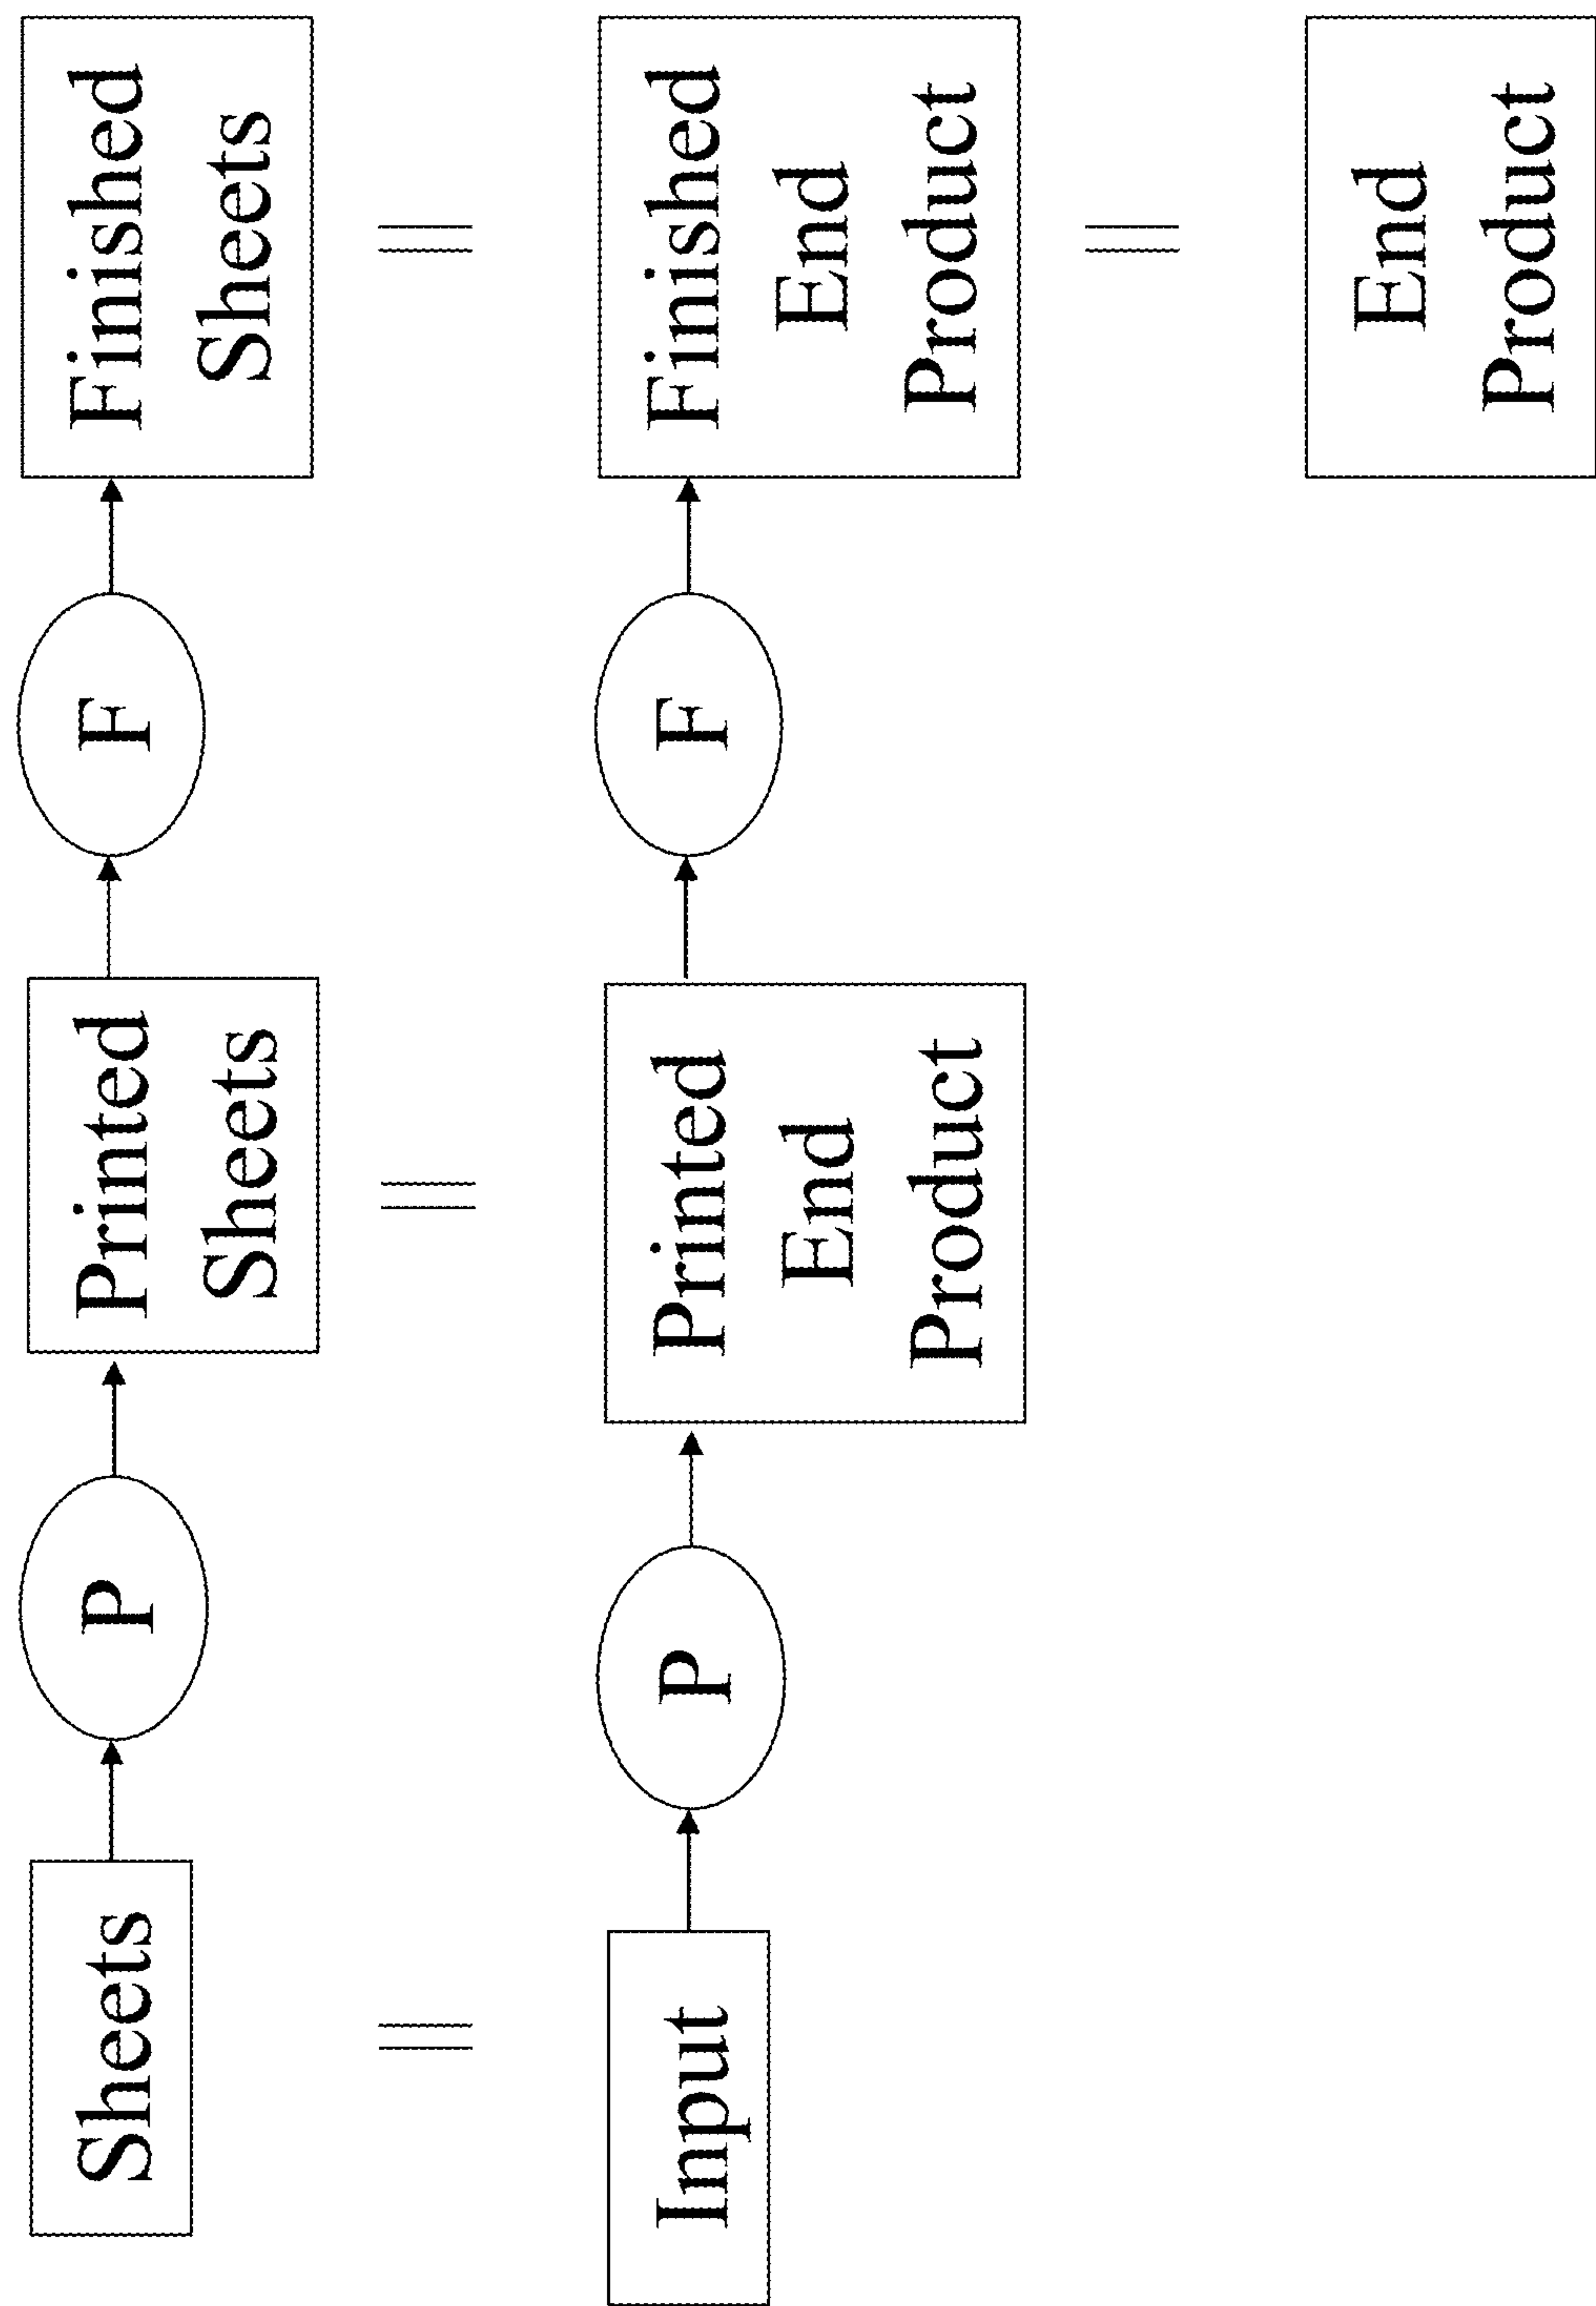 Sheets
P
Printed
Sheets
F
Finished
Sheets
=
=
=
Input
P
Printed
End
Product
F
Finished
End
Product
=
End
Product